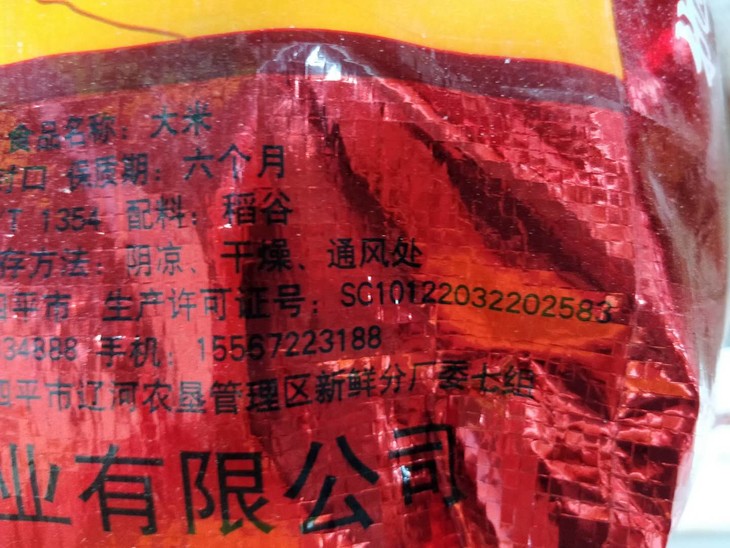 食品名称：大米
封口 保质期：六个月
T 1354 配料：稻谷
存方法：阴凉、干燥、通风处
四平市 生产许可证号：SC10122032202583
34888 手机：15567223188
四平市辽河农垦管理区新鲜分厂委七组
业有限公司